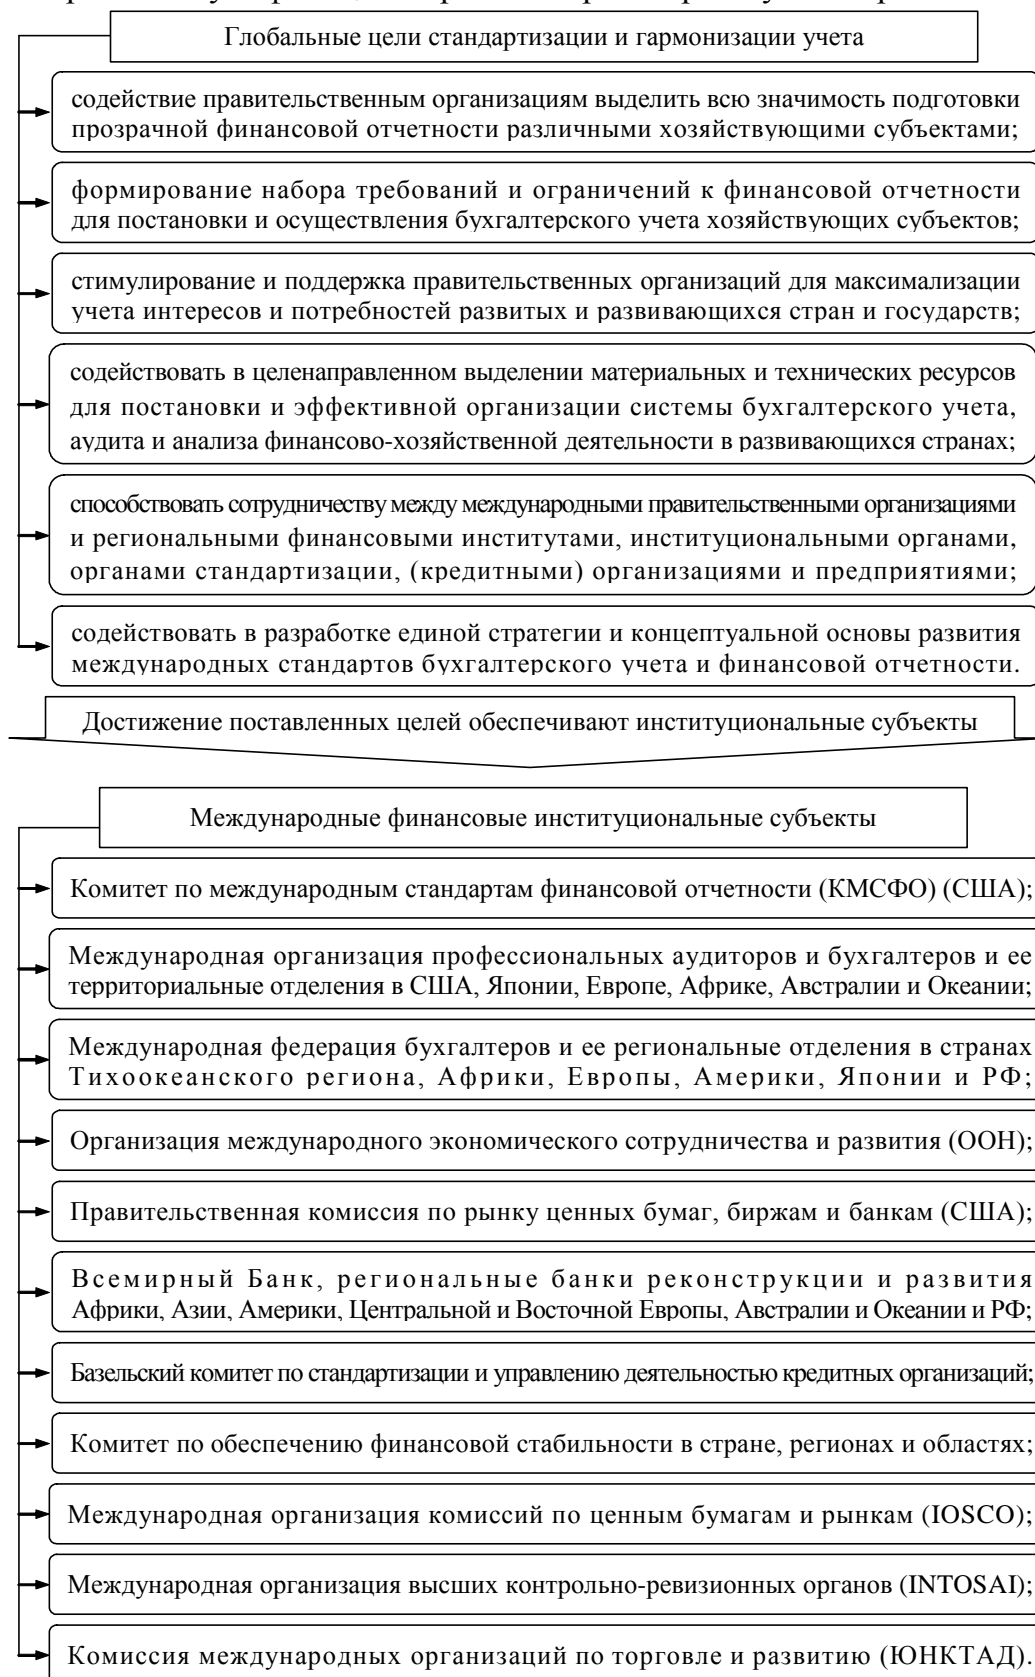 Глобальные цели стандартизации и гармонизации учета
содействие правительственным организациям выделить всю значимость подготовки
прозрачной финансовой отчетности различными хозяйствующими субъектами;
формирование набора требований и ограничений к финансовой отчетности
для постановки и осуществления бухгалтерского учета хозяйствующих субъектов;
стимулирование и поддержка правительственных организаций для максимализации
учета интересов и потребностей развитых и развивающихся стран и государств;
содействовать в целенаправленном выделении материальных и технических ресурсов
для постановки и эффективной организации системы бухгалтерского учета,
аудита и анализа финансово-хозяйственной деятельности в развивающихся странах;
способствовать сотрудничеству между международными правительственными организациями
и региональными финансовыми институтами, институциональными органами,
органами стандартизации, (кредитными) организациями и предприятиями;
содействовать в разработке единой стратегии и концептуальной основы развития
международных стандартов бухгалтерского учета и финансовой отчетности.
Достижение поставленных целей обеспечивают институциональные субъекты
Международные финансовые институциональные субъекты
Комитет по международным стандартам финансовой отчетности (КМСФО) (США);
Международная организация профессиональных аудиторов и бухгалтеров и ее
территориальные отделения в США, Японии, Европе, Африке, Австралии и Океании;
Международная федерация бухгалтеров и ее региональные отделения в странах
Тихоокеанского региона, Африки, Европы, Америки, Японии и РФ;
Организация международного экономического сотрудничества и развития (ООН);
Правительственная комиссия по рынку ценных бумаг, биржам и банкам (США);
Всемирный Банк, региональные банки реконструкции и развития
Африки, Азии, Америки, Центральной и Восточной Европы, Австралии и Океании и РФ;
Базельский комитет по стандартизации и управлению деятельностью кредитных организаций;
Комитет по обеспечению финансовой стабильности в стране, регионах и областях;
Международная организация комиссий по ценным бумагам и рынкам (IOSCO);
Международная организация высших контрольно-ревизионных органов (INTOSAI);
Комиссия международных организаций по торговле и развитию (ЮНКТАД).